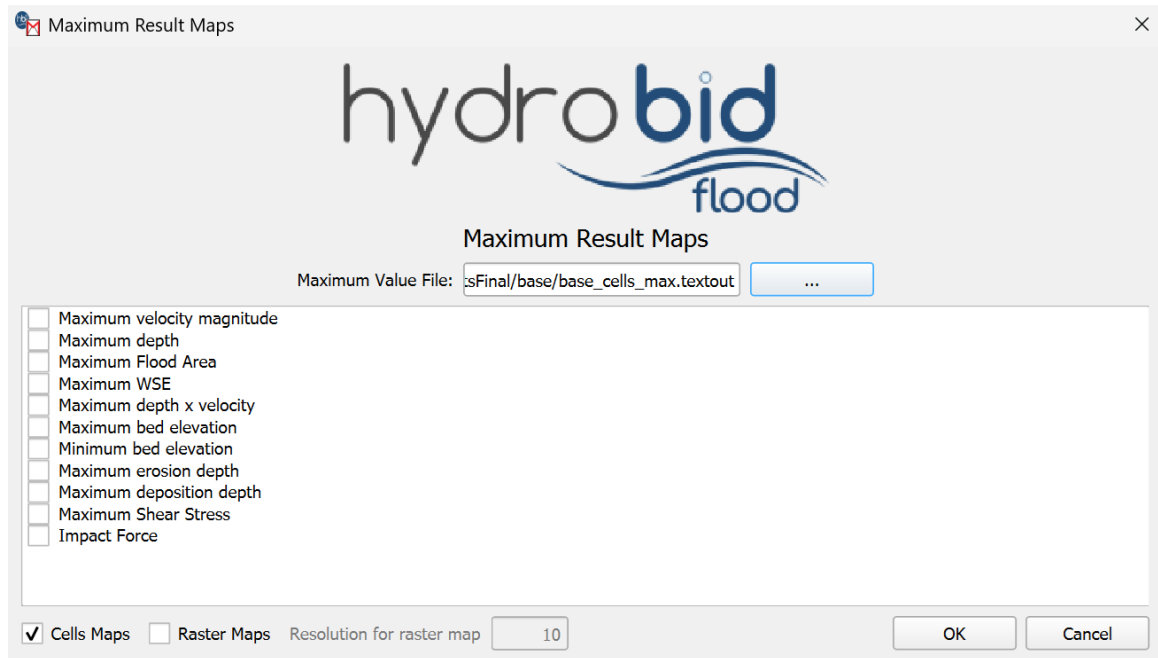 Maximum Result Maps
hydrobid
flood
Maximum Result Maps
Maximum Value File: tsFinal/base/base_cells_max.textout ...
Maximum velocity magnitude
Maximum depth
Maximum Flood Area
Maximum WSE
Maximum depth x velocity
Maximum bed elevation
Minimum bed elevation
Maximum erosion depth
Maximum deposition depth
Maximum Shear Stress
Impact Force
Cells Maps Raster Maps Resolution for raster map 10 OK Cancel